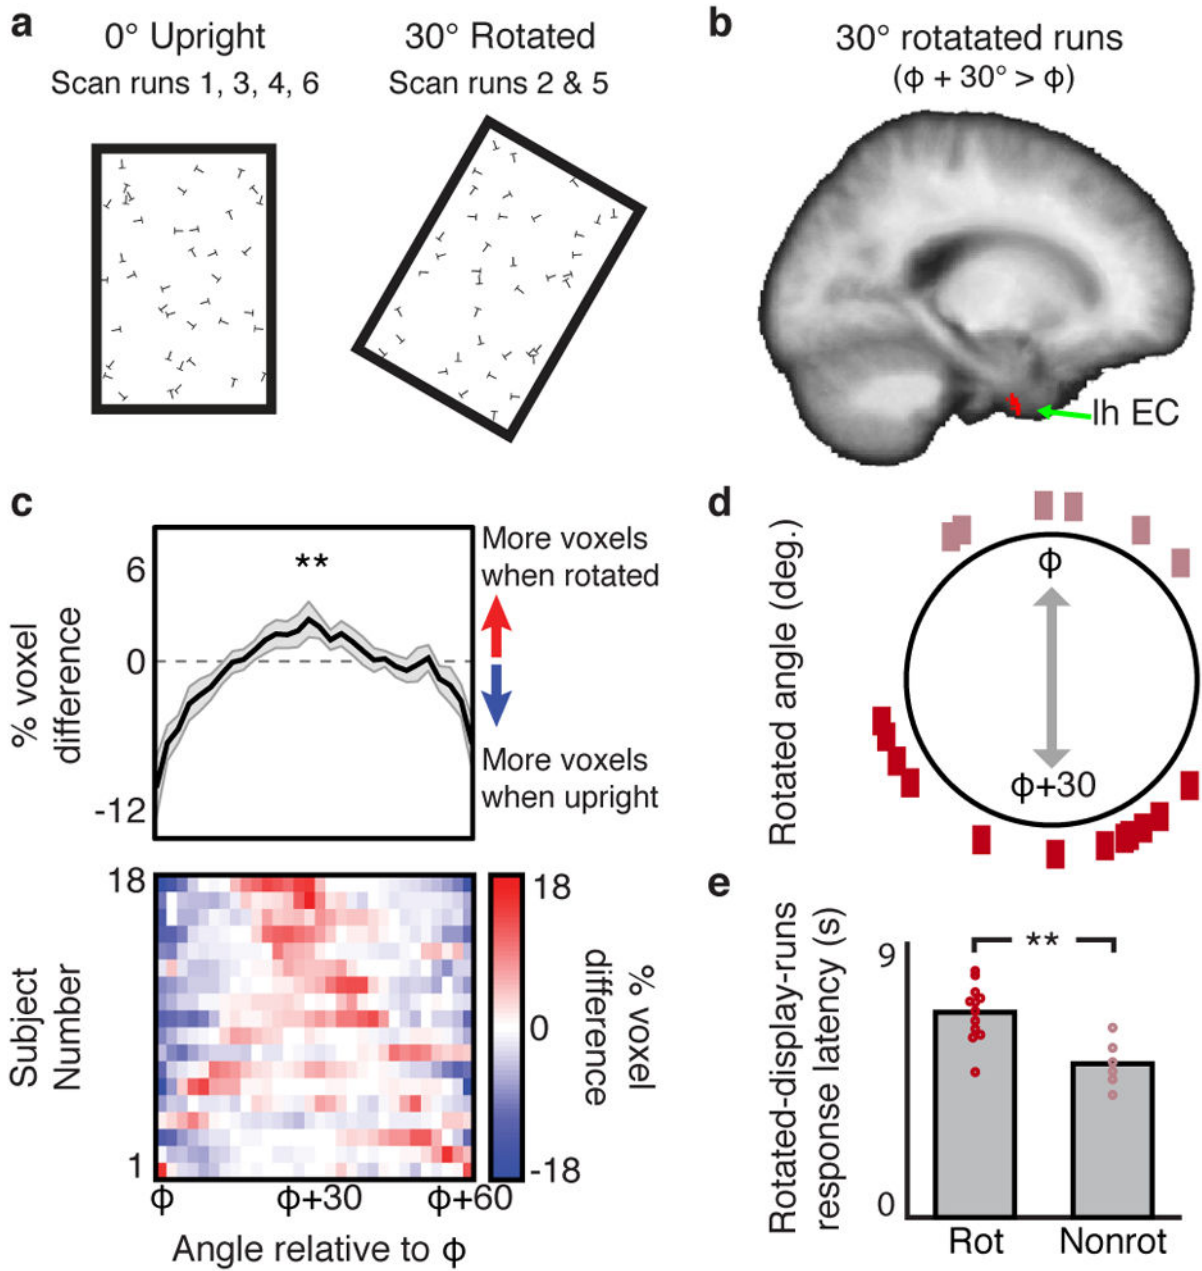 a
0° Upright
Scan runs 1, 3, 4, 6
30° Rotated
Scan runs 2 & 5
b
30° rotatated runs
(ϕ + 30° > ϕ)
lh EC
c
% voxel
difference
6
0
-12
**
More voxels
when rotated
More voxels
when upright
Subject
Number
18
1
ϕ
ϕ+30
ϕ+60
Angle relative to ϕ
18
0
-18
% voxel
difference
d
Rotated angle (deg.)
ϕ
ϕ+30
e
Rotated-display-runs
response latency (s)
9
0
**
Rot
Nonrot